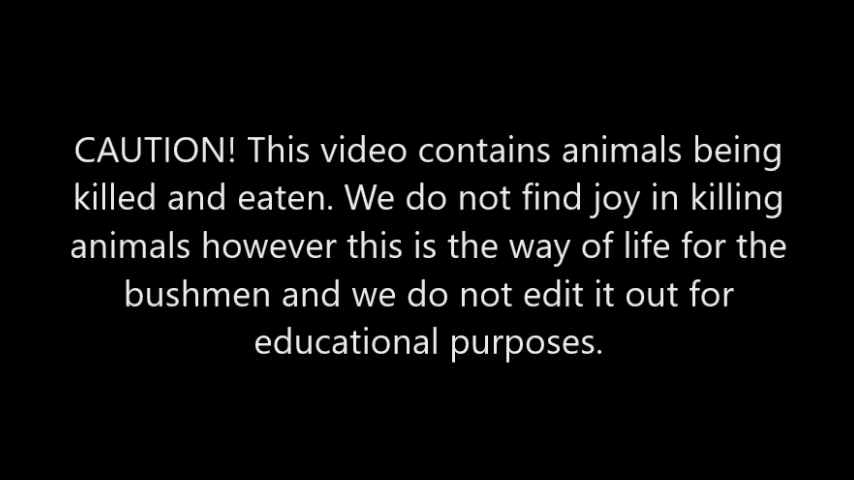 CAUTION! This video contains animals being
killed and eaten. We do not find joy in killing
animals however this is the way of life for the
bushmen and we do not edit it out for
educational purposes.